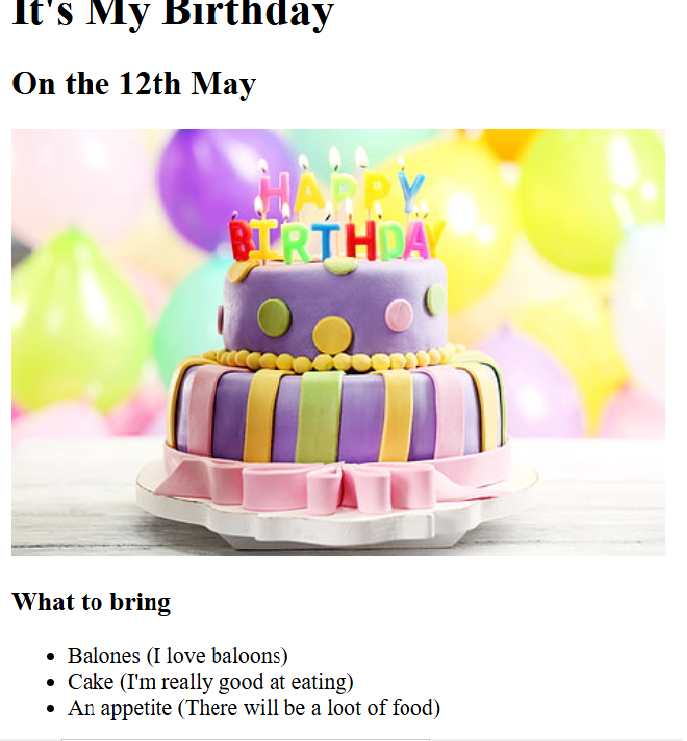 It's My Birthday
On the 12th May
HAPPY
BIRTHDAY
What to bring
Balones (I love baloons)
Cake (I'm really good at eating)
An appetite (There will be a loot of food)